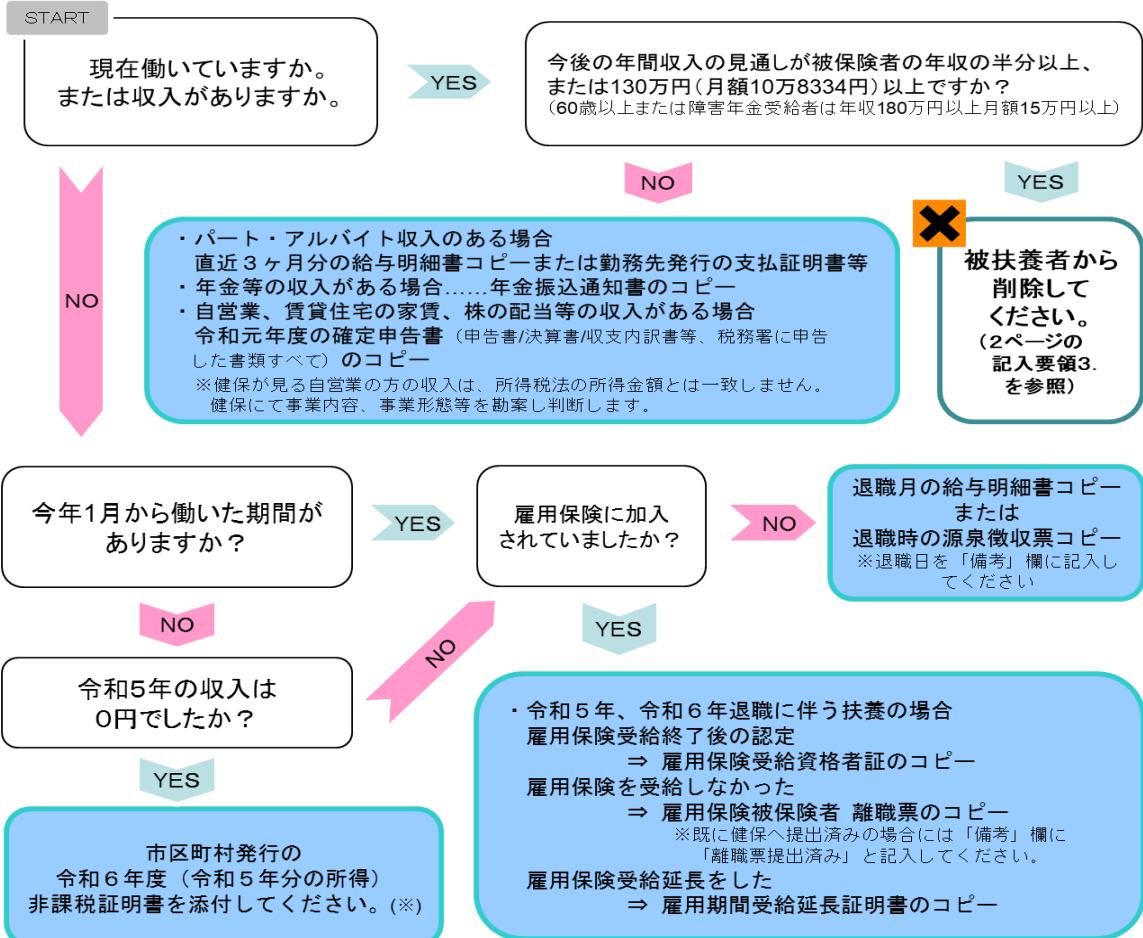 START
現在働いていますか。
または収入がありますか。
YES
今後の年間収入の見通しが被保険者の年収の半分以上、
または130万円（月額10万8334円）以上ですか？
（60歳以上または障害年金受給者は年収180万円以上月額15万円以上）
NO
YES
NO
・パート・アルバイト収入のある場合
直近３ヶ月分の給与明細書コピーまたは勤務先発行の支払証明書等
・年金等の収入がある場合……年金振込通知書のコピー
・自営業、賃貸住宅の家賃、株の配当等の収入がある場合
令和元年度の確定申告書（申告書/決算書/収支内訳書等、税務署に申告
した書類すべて）のコピー
※健保が見る自営業の方の収入は、所得税法の所得金額とは一致しません。
健保にて事業内容、事業形態等を勘案し判断します。
被扶養者から
削除して
ください。
（2ページの
記入要領3.
を参照）
今年1月から働いた期間が
ありますか？
YES
雇用保険に加入
されていましたか？
NO
退職月の給与明細書コピー
または
退職時の源泉徴収票コピー
※退職日を「備考」欄に記入し
てください
NO
NO
YES
令和5年の収入は
0円でしたか？
YES
市区町村発行の
令和６年度（令和５年分の所得）
非課税証明書を添付してください。(※)
・令和５年、令和６年退職に伴う扶養の場合
雇用保険受給終了後の認定
⇒ 雇用保険受給資格者証のコピー
雇用保険を受給しなかった
⇒ 雇用保険被保険者 離職票のコピー
※既に健保へ提出済みの場合には「備考」欄に
「離職票提出済み」と記入してください。
雇用保険受給延長をした
⇒ 雇用期間受給延長証明書のコピー